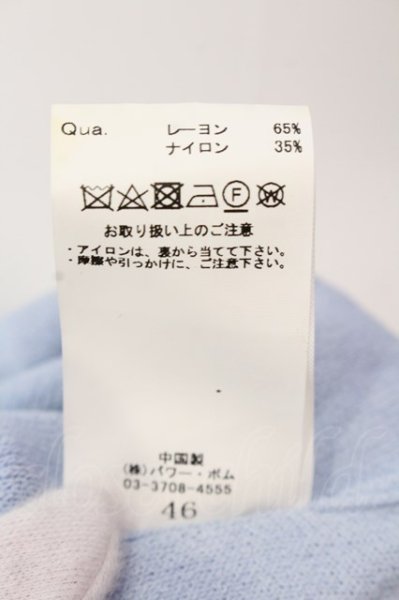 Qua. レーヨン 65%
ナイロン 35%
F W
お取り扱い上のご注意
・アイロンは、裏から当てて下さい。
・摩擦や引っかけに、ご注意下さい。
中国製
(株)パワー・ボム
03-3708-4555
46